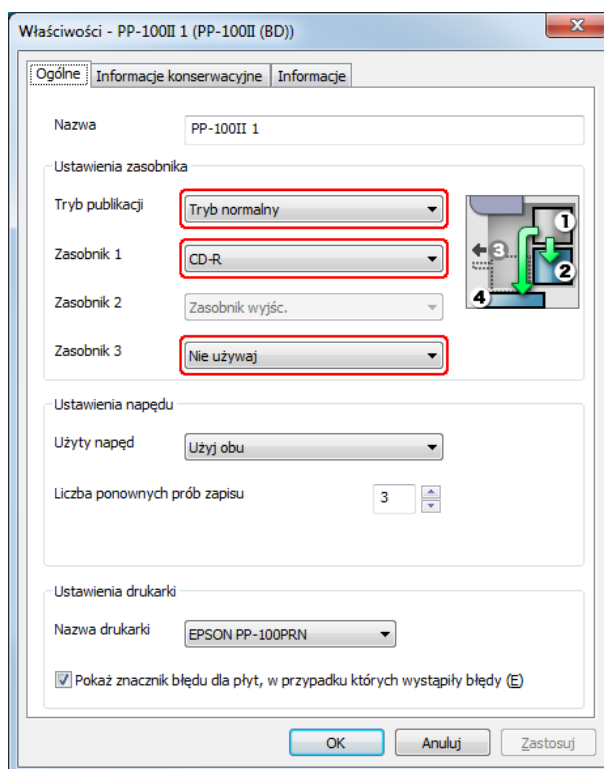 Właściwości - PP-100II 1 (PP-100II (BD))
Ogólne Informacje konserwacyjne Informacje
Nazwa PP-100II 1
Ustawienia zasobnika
Tryb publikacji Tryb normalny
Zasobnik 1 CD-R
Zasobnik 2 Zasobnik wyjśc.
Zasobnik 3 Nie używaj
1
3
2
4
Ustawienia napędu
Użyty napęd Użyj obu
Liczba ponownych prób zapisu 3
Ustawienia drukarki
Nazwa drukarki EPSON PP-100PRN
Pokaż znacznik błędu dla płyt, w przypadku których wystąpiły błędy (E)
OK Anuluj Zastosuj